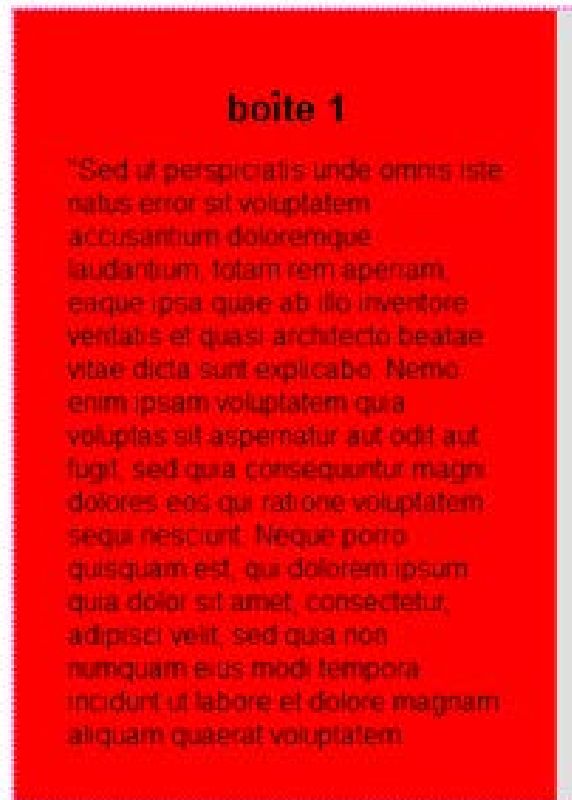 boite 1
"Sed ut perspiciatis unde omnis iste
natus error sit voluptatem
accusantium doloremque
laudantium, totam rem aperiam,
eaque ipsa quae ab illo inventore
veritatis et quasi architecto beatae
vitae dicta sunt explicabo. Nemo
enim ipsam voluptatem quia
voluptas sit aspernatur aut odit aut
fugit, sed quia consequuntur magni
dolores eos qui ratione voluptatem
sequi nesciunt. Neque porro
quisquam est, qui dolorem ipsum
quia dolor sit amet, consectetur,
adipisci velit, sed quia non
numquam eius modi tempora
incidunt ut labore et dolore magnam
aliquam quaerat voluptatem.